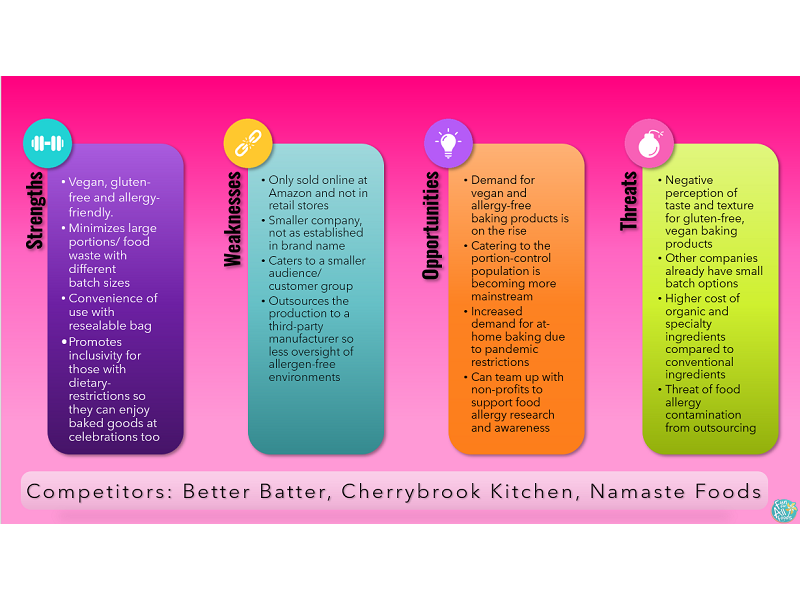 Strengths
• Vegan, gluten-
free and allergy-
friendly.
• Minimizes large
portions/ food
waste with
different
batch sizes
• Convenience of
use with
resealable bag
• Promotes
inclusivity for
those with
dietary-
restrictions so
they can enjoy
baked goods at
celebrations too
Weaknesses
• Only sold online at
Amazon and not in
retail stores
• Smaller company,
not as established
in brand name
• Caters to a smaller
audience/
customer group
• Outsources the
production to a
third-party
manufacturer so
less oversight of
allergen-free
environments
Opportunities
• Demand for
vegan and
allergy-free
baking products is
on the rise
• Catering to the
portion-control
population is
becoming more
mainstream
• Increased
demand for at-
home baking due
to pandemic
restrictions
• Can team up with
non-profits to
support food
allergy research
and awareness
Threats
• Negative
perception of
taste and texture
for gluten-free,
vegan baking
products
• Other companies
already have small
batch options
• Higher cost of
organic and
specialty
ingredients
compared to
conventional
ingredients
• Threat of food
allergy
contamination
from outsourcing
Competitors: Better Batter, Cherrybrook Kitchen, Namaste Foods